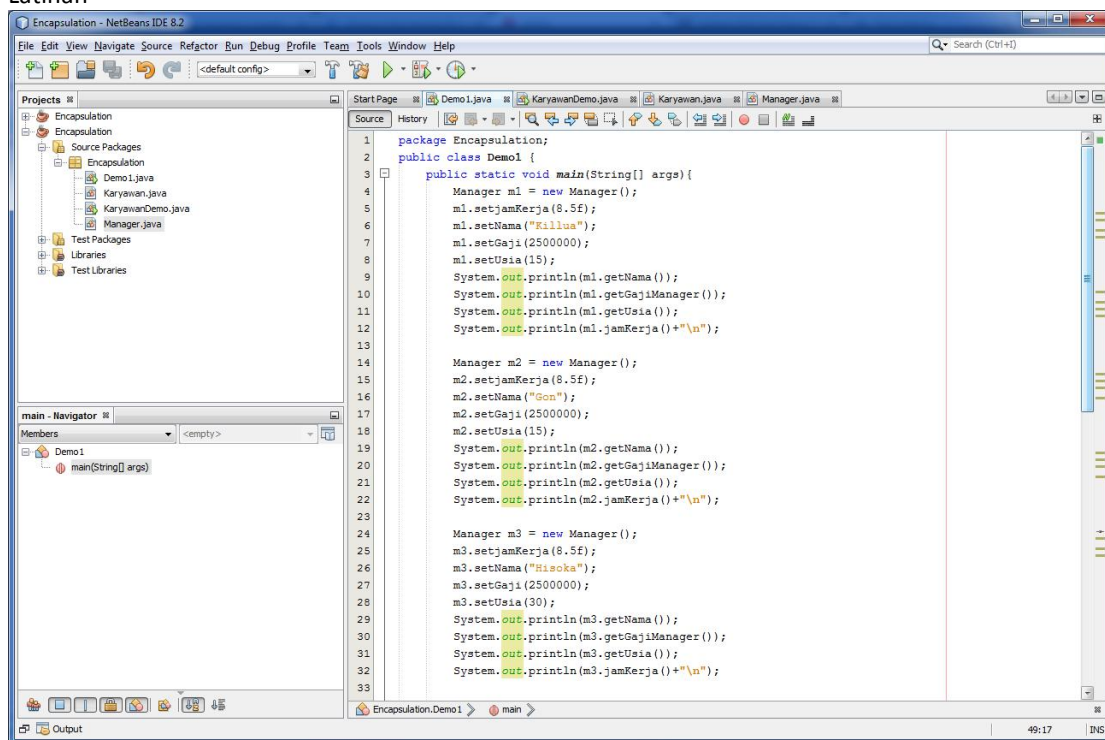 Latihan
Encapsulation - NetBeans IDE 8.2
File Edit View Navigate Source Refactor Run Debug Profile Team Tools Window Help
Search (Ctrl+I)
<default config>
Projects
Encapsulation
Encapsulation
Source Packages
Encapsulation
Demo1.java
Karyawan.java
KaryawanDemo.java
Manager.java
Test Packages
Libraries
Test Libraries
main - Navigator
Members
<empty>
Demo1
main(String[] args)
Start Page Demo1.java KaryawanDemo.java Karyawan.java Manager.java
Source History
1 package Encapsulation;
2 public class Demo1 {
3 public static void main(String[] args){
4 Manager m1 = new Manager();
5 m1.setjamKerja(8.5f);
6 m1.setNama("Killua");
7 m1.setGaji(2500000);
8 m1.setUsia(15);
9 System.out.println(m1.getNama());
10 System.out.println(m1.getGajiManager());
11 System.out.println(m1.getUsia());
12 System.out.println(m1.jamKerja()+"\n");
13
14 Manager m2 = new Manager();
15 m2.setjamKerja(8.5f);
16 m2.setNama("Gon");
17 m2.setGaji(2500000);
18 m2.setUsia(15);
19 System.out.println(m2.getNama());
20 System.out.println(m2.getGajiManager());
21 System.out.println(m2.getUsia());
22 System.out.println(m2.jamKerja()+"\n");
23
24 Manager m3 = new Manager();
25 m3.setjamKerja(8.5f);
26 m3.setNama("Hisoka");
27 m3.setGaji(2500000);
28 m3.setUsia(30);
29 System.out.println(m3.getNama());
30 System.out.println(m3.getGajiManager());
31 System.out.println(m3.getUsia());
32 System.out.println(m3.jamKerja()+"\n");
33
Encapsulation.Demo1 main
Output
49:17 INS